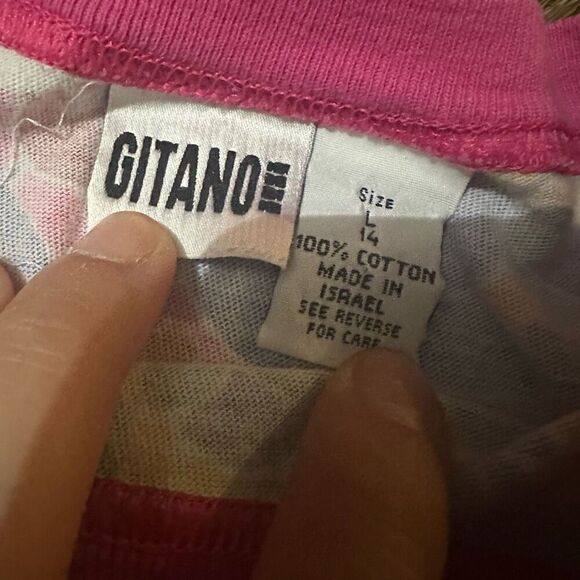 GITANO
SIZE
L
14
100% COTTON
MADE IN
ISRAEL
SEE REVERSE
FOR CARE